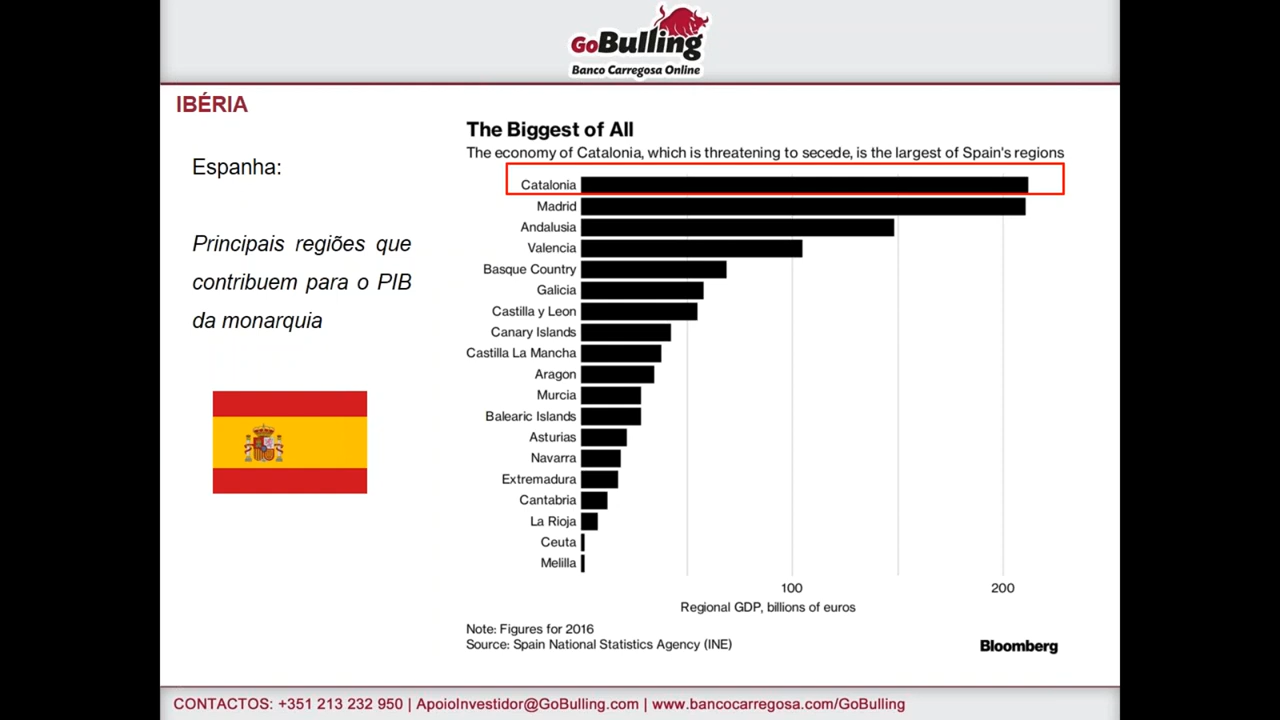 GoBulling
Banco Carregosa Online
IBÉRIA
Espanha:
Principais regiões que
contribuem para o PIB
da monarquia
The Biggest of All
The economy of Catalonia, which is threatening to secede, is the largest of Spain's regions
Catalonia
Madrid
Andalusia
Valencia
Basque Country
Galicia
Castilla y Leon
Canary Islands
Castilla La Mancha
Aragon
Murcia
Balearic Islands
Asturias
Navarra
Extremadura
Cantabria
La Rioja
Ceuta
Melilla
100 200
Regional GDP, billions of euros
Note: Figures for 2016
Source: Spain National Statistics Agency (INE)
Bloomberg
CONTACTOS: +351 213 232 950 | ApoioInvestidor@GoBulling.com | www.bancocarregosa.com/GoBulling